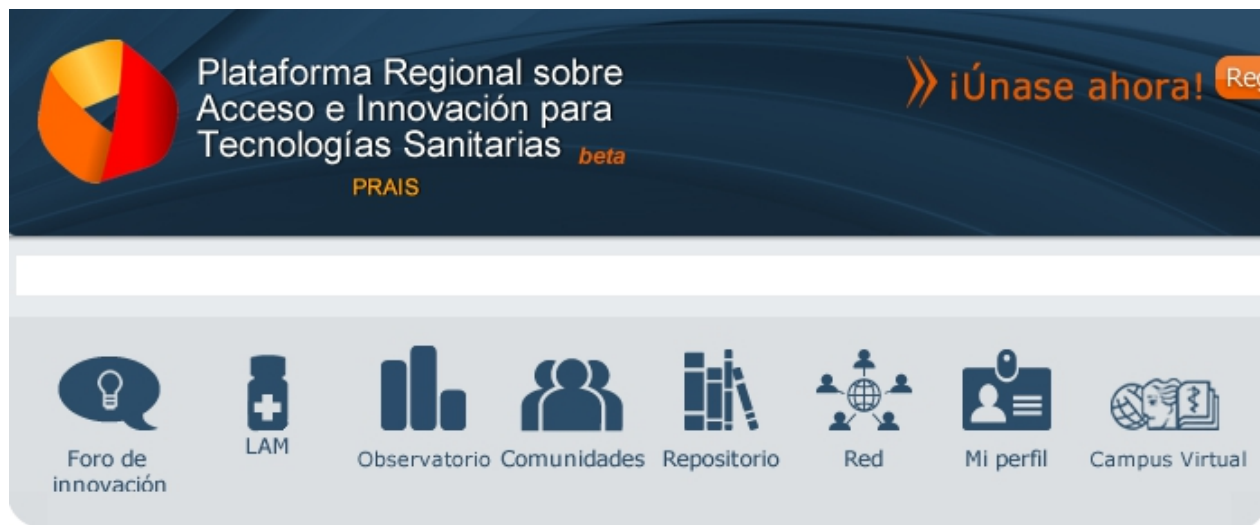 Plataforma Regional sobre
Acceso e Innovación para
Tecnologías Sanitarias beta
PRAIS
¡Únase ahora!
Foro de
innovación
LAM
Observatorio
Comunidades
Repositorio
Red
Mi perfil
Campus Virtual